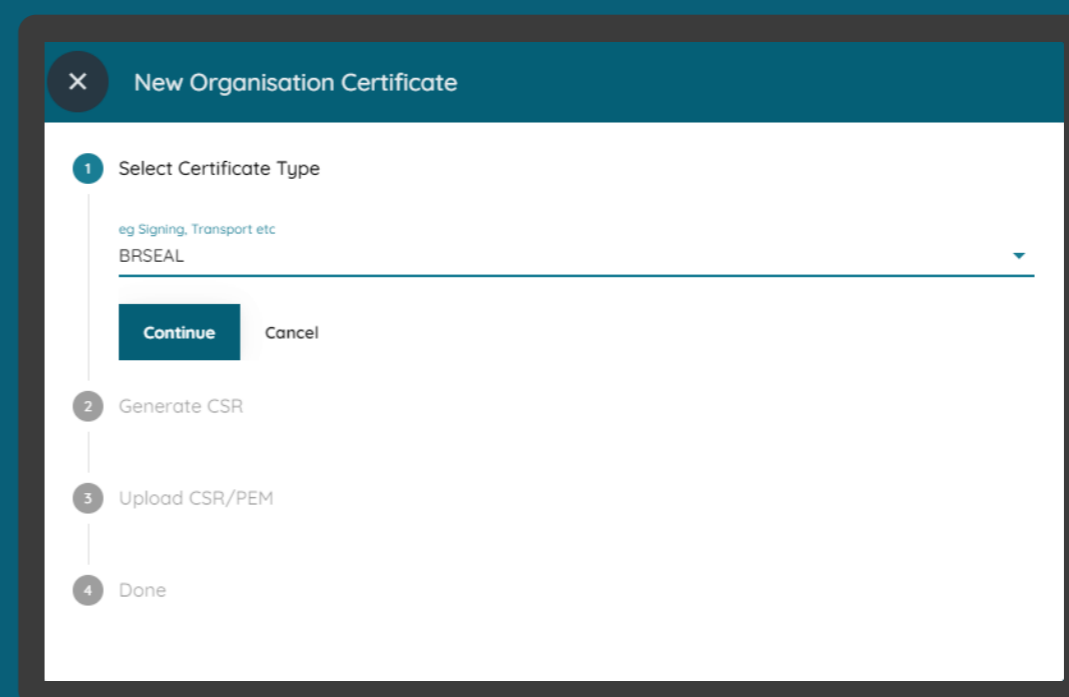 New Organisation Certificate
1 Select Certificate Type
eg Signing, Transport etc
BRSEAL
Continue Cancel
2 Generate CSR
3 Upload CSR/PEM
4 Done